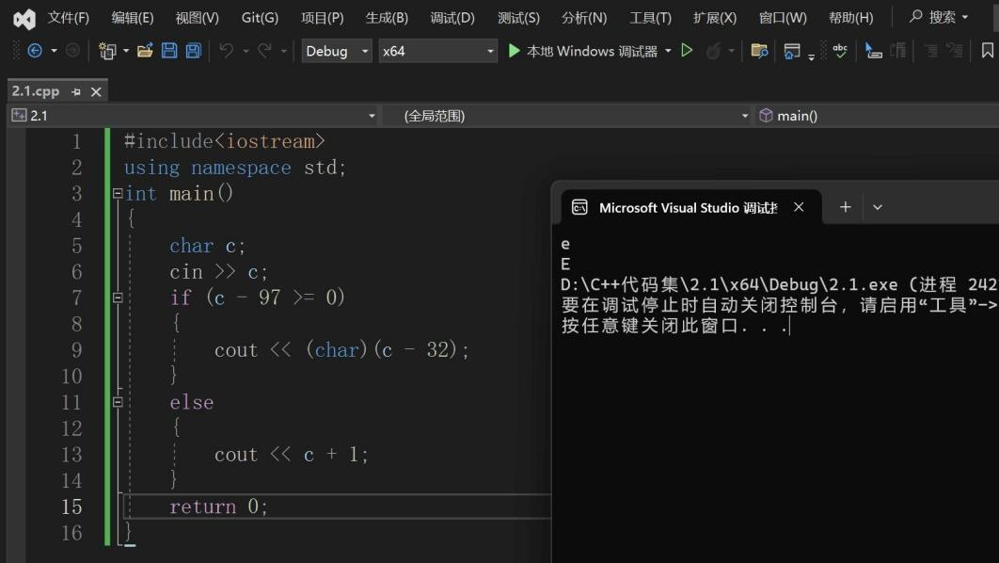 文件(F) 编辑(E) 视图(V) Git(G) 项目(P) 生成(B) 调试(D) 测试(S) 分析(N) 工具(T) 扩展(X) 窗口(W) 帮助(H) 搜索
Debug x64 本地 Windows 调试器 abc
2.1.cpp
2.1 (全局范围) main()
1 #include<iostream>
2 using namespace std;
3 int main()
4 {
5 char c;
6 cin >> c;
7 if (c - 97 >= 0)
8 {
9 cout << (char)(c - 32);
10 }
11 else
12 {
13 cout << c + 1;
14 }
15 return 0;
16 }
Microsoft Visual Studio 调试
e
E
D:\C++代码集\2.1\x64\Debug\2.1.exe (进程 242
要在调试停止时自动关闭控制台，请启用“工具”->
按任意键关闭此窗口. . .